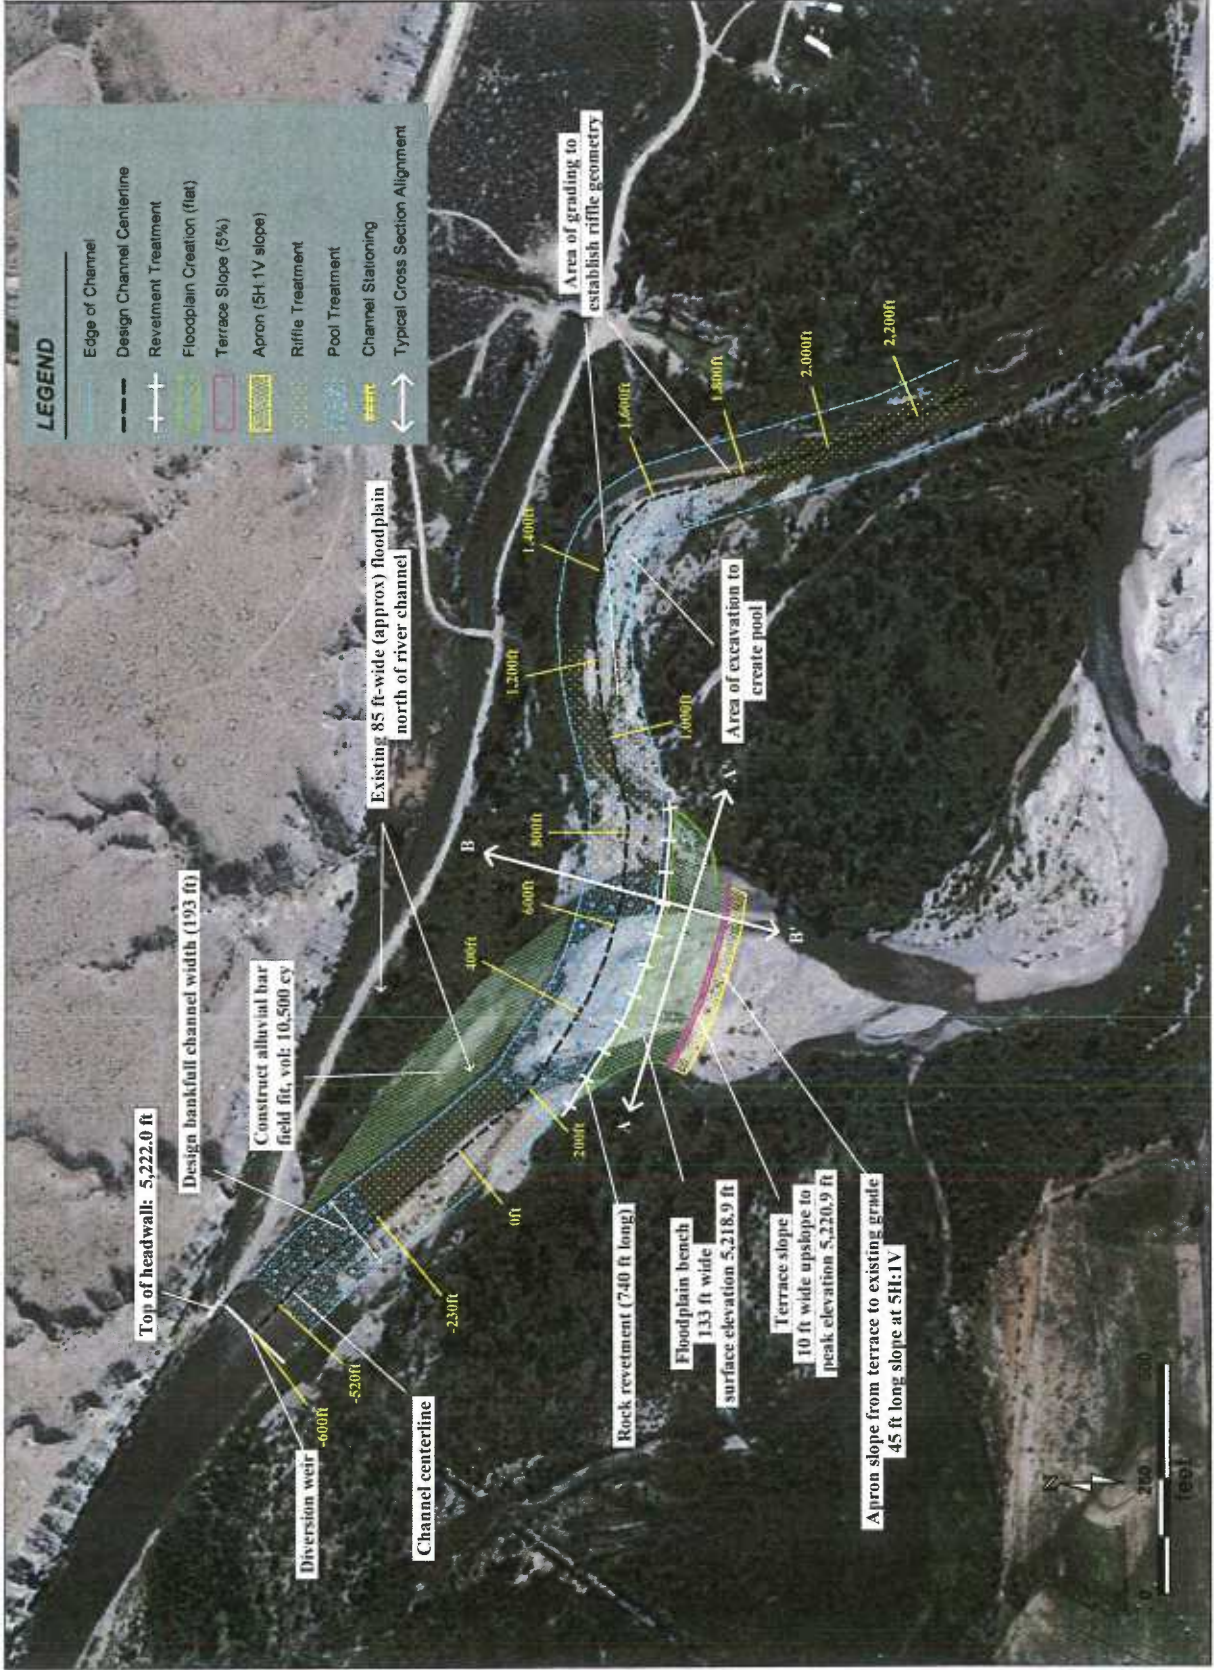 LEGEND
Edge of Channel
Design Channel Centerline
Revetment Treatment
Floodplain Creation (flat)
Terrace Slope (5%)
Apron (5H:1V slope)
Riffle Treatment
Pool Treatment
Channel Stationing
Typical Cross Section Alignment
Top of headwall: 5,222.0 ft
Design bankfull channel width (193 ft)
Construct alluvial bar
field fit, vol: 10,500 cy
Existing 85 ft-wide (approx) floodplain
north of river channel
Area of grading to
establish riffle geometry
Diversion weir
Channel centerline
-600ft
-520ft
-230ft
0ft
200ft
400ft
600ft
800ft
1,000ft
1,200ft
1,400ft
1,600ft
1,800ft
2,000ft
2,200ft
B
B'
A
A'
Area of excavation to
create pool
Rock revetment (740 ft long)
Floodplain bench
133 ft wide
surface elevation 5,218.9 ft
Terrace slope
10 ft wide upslope to
peak elevation 5,220.9 ft
Apron slope from terrace to existing grade
45 ft long slope at 5H:1V
N
0
250
feet